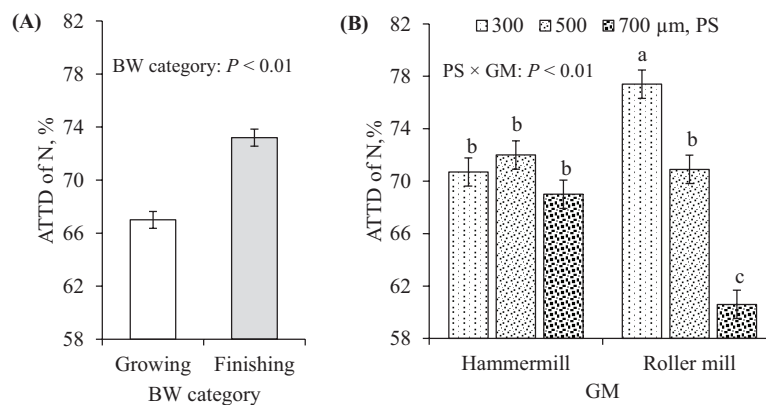 (A)
82
78
74
70
66
62
58
ATTD of N, %
BW category: P < 0.01
Growing Finishing
BW category
(B)
300 500 700 µm, PS
82
78
74
70
66
62
58
ATTD of N,%
PS × GM: P < 0.01
b b b a b c
Hammermill Roller mill
GM